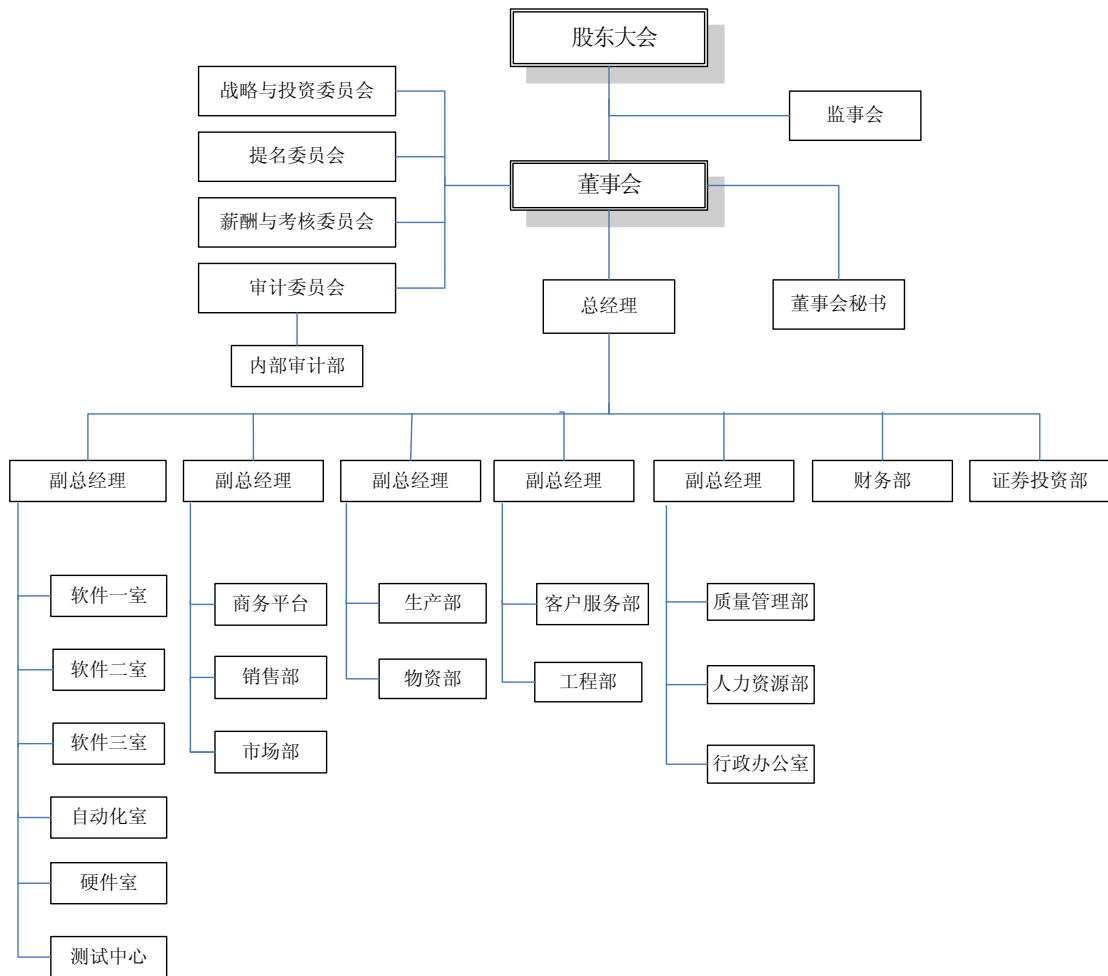 股东大会
战略与投资委员会
监事会
提名委员会
董事会
薪酬与考核委员会
审计委员会
总经理
董事会秘书
内部审计部
副总经理
副总经理
副总经理
副总经理
副总经理
财务部
证券投资部
软件一室
商务平台
生产部
客户服务部
质量管理部
软件二室
销售部
物资部
工程部
人力资源部
软件三室
市场部
行政办公室
自动化室
硬件室
测试中心